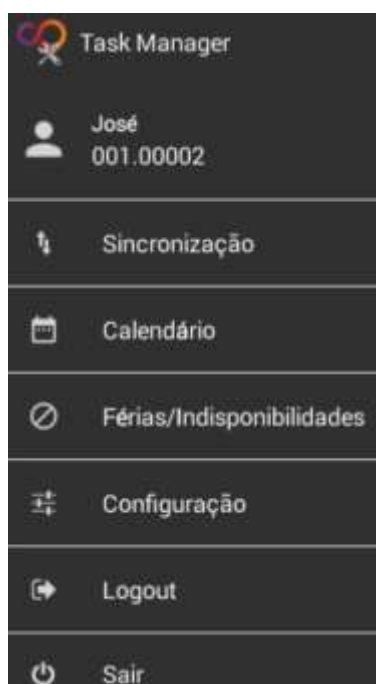 Task Manager
José
001.00002
Sincronização
Calendário
Férias/Indisponibilidades
Configuração
Logout
Sair